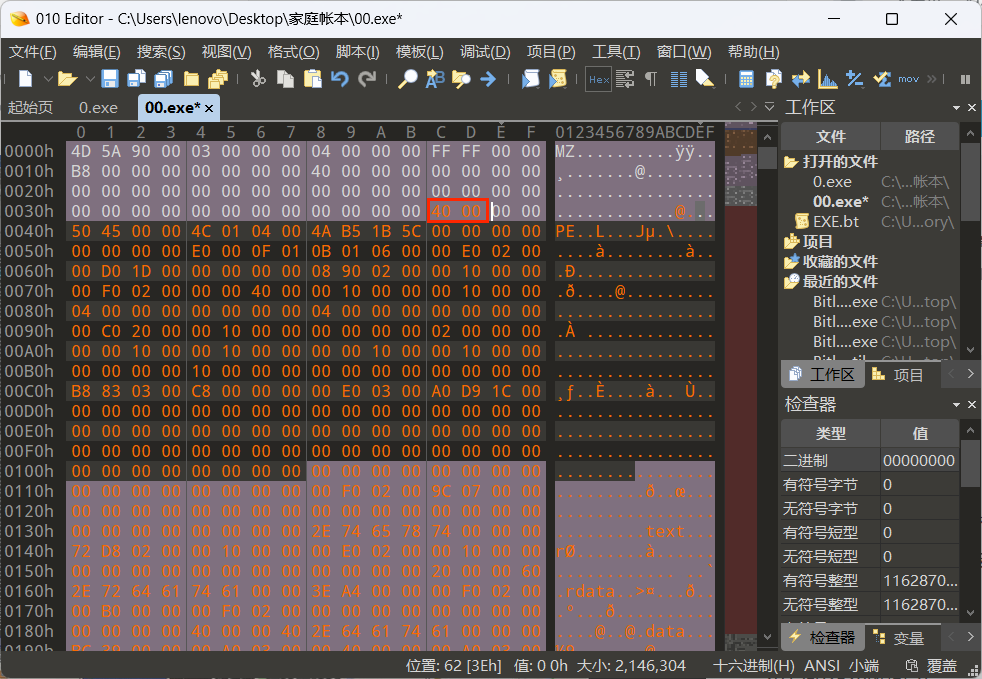 010 Editor - C:\Users\lenovo\Desktop\家庭帐本\00.exe*
文件(F) 编辑(E) 搜索(S) 视图(V) 格式(O) 脚本(I) 模板(L) 调试(D) 项目(P) 工具(T) 窗口(W) 帮助(H)
Hex mov »
起始页 0.exe 00.exe* ×
工作区
0 1 2 3 4 5 6 7 8 9 A B C D E F 0123456789ABCDEF
0000h 4D 5A 90 00 03 00 00 00 04 00 00 00 FF FF 00 00 MZ..........ÿÿ..
0010h B8 00 00 00 00 00 00 00 40 00 00 00 00 00 00 00 ¸.......@.......
0020h 00 00 00 00 00 00 00 00 00 00 00 00 00 00 00 00 ................
0030h 00 00 00 00 00 00 00 00 00 00 00 00 40 00 00 00 ............@...
0040h 50 45 00 00 4C 01 04 00 4A B5 1B 5C 00 00 00 00 PE..L...Jµ.\....
0050h 00 00 00 00 E0 00 0F 01 0B 01 06 00 00 E0 02 00 ....à........à..
0060h 00 D0 1D 00 00 00 00 00 08 90 02 00 00 10 00 00 .Ð..............
0070h 00 F0 02 00 00 00 40 00 00 10 00 00 00 10 00 00 .ð....@.........
0080h 04 00 00 00 00 00 00 00 04 00 00 00 00 00 00 00 ................
0090h 00 C0 20 00 00 10 00 00 00 00 00 00 02 00 00 00 .À .............
00A0h 00 00 10 00 00 10 00 00 00 00 10 00 00 10 00 00 ................
00B0h 00 00 00 00 10 00 00 00 00 00 00 00 00 00 00 00 ................
00C0h B8 83 03 00 C8 00 00 00 00 E0 03 00 A0 D9 1C 00 ¸ƒ..È....à.. Ù..
00D0h 00 00 00 00 00 00 00 00 00 00 00 00 00 00 00 00 ................
00E0h 00 00 00 00 00 00 00 00 00 00 00 00 00 00 00 00 ................
00F0h 00 00 00 00 00 00 00 00 00 00 00 00 00 00 00 00 ................
0100h 00 00 00 00 00 00 00 00 00 00 00 00 00 00 00 00 ................
0110h 00 00 00 00 00 00 00 00 00 F0 02 00 9C 07 00 00 .........ð..œ...
0120h 00 00 00 00 00 00 00 00 00 00 00 00 00 00 00 00 ................
0130h 00 00 00 00 00 00 00 00 2E 74 65 78 74 00 00 00 .........text...
0140h 72 D8 02 00 00 10 00 00 00 E0 02 00 00 10 00 00 rØ.......à......
0150h 00 00 00 00 00 00 00 00 00 00 00 00 20 00 00 60 ............ ..`
0160h 2E 72 64 61 74 61 00 00 3E A4 00 00 00 F0 02 00 .rdata..>¤...ð..
0170h 00 B0 00 00 00 F0 02 00 00 00 00 00 00 00 00 00 .°...ð..........
0180h 00 00 00 00 40 00 00 40 2E 64 61 74 61 00 00 00 ....@..@.data...
文件 路径
打开的文件
0.exe C:\...帐本\
00.exe* C:\...帐本\
EXE.bt C:\U...ory\
项目
收藏的文件
最近的文件
Bitl....exe C:\U...top\
Bitl....exe C:\U...top\
Bitl....exe C:\U...top\
工作区 项目
检查器
类型 值
二进制 00000000
有符号字节 0
无符号字节 0
有符号短型 0
无符号短型 0
有符号整型 1162870...
无符号整型 1162870...
检查器 变量
位置: 62 [3Eh] 值: 0 0h 大小: 2,146,304 十六进制(H) ANSI 小端 覆盖